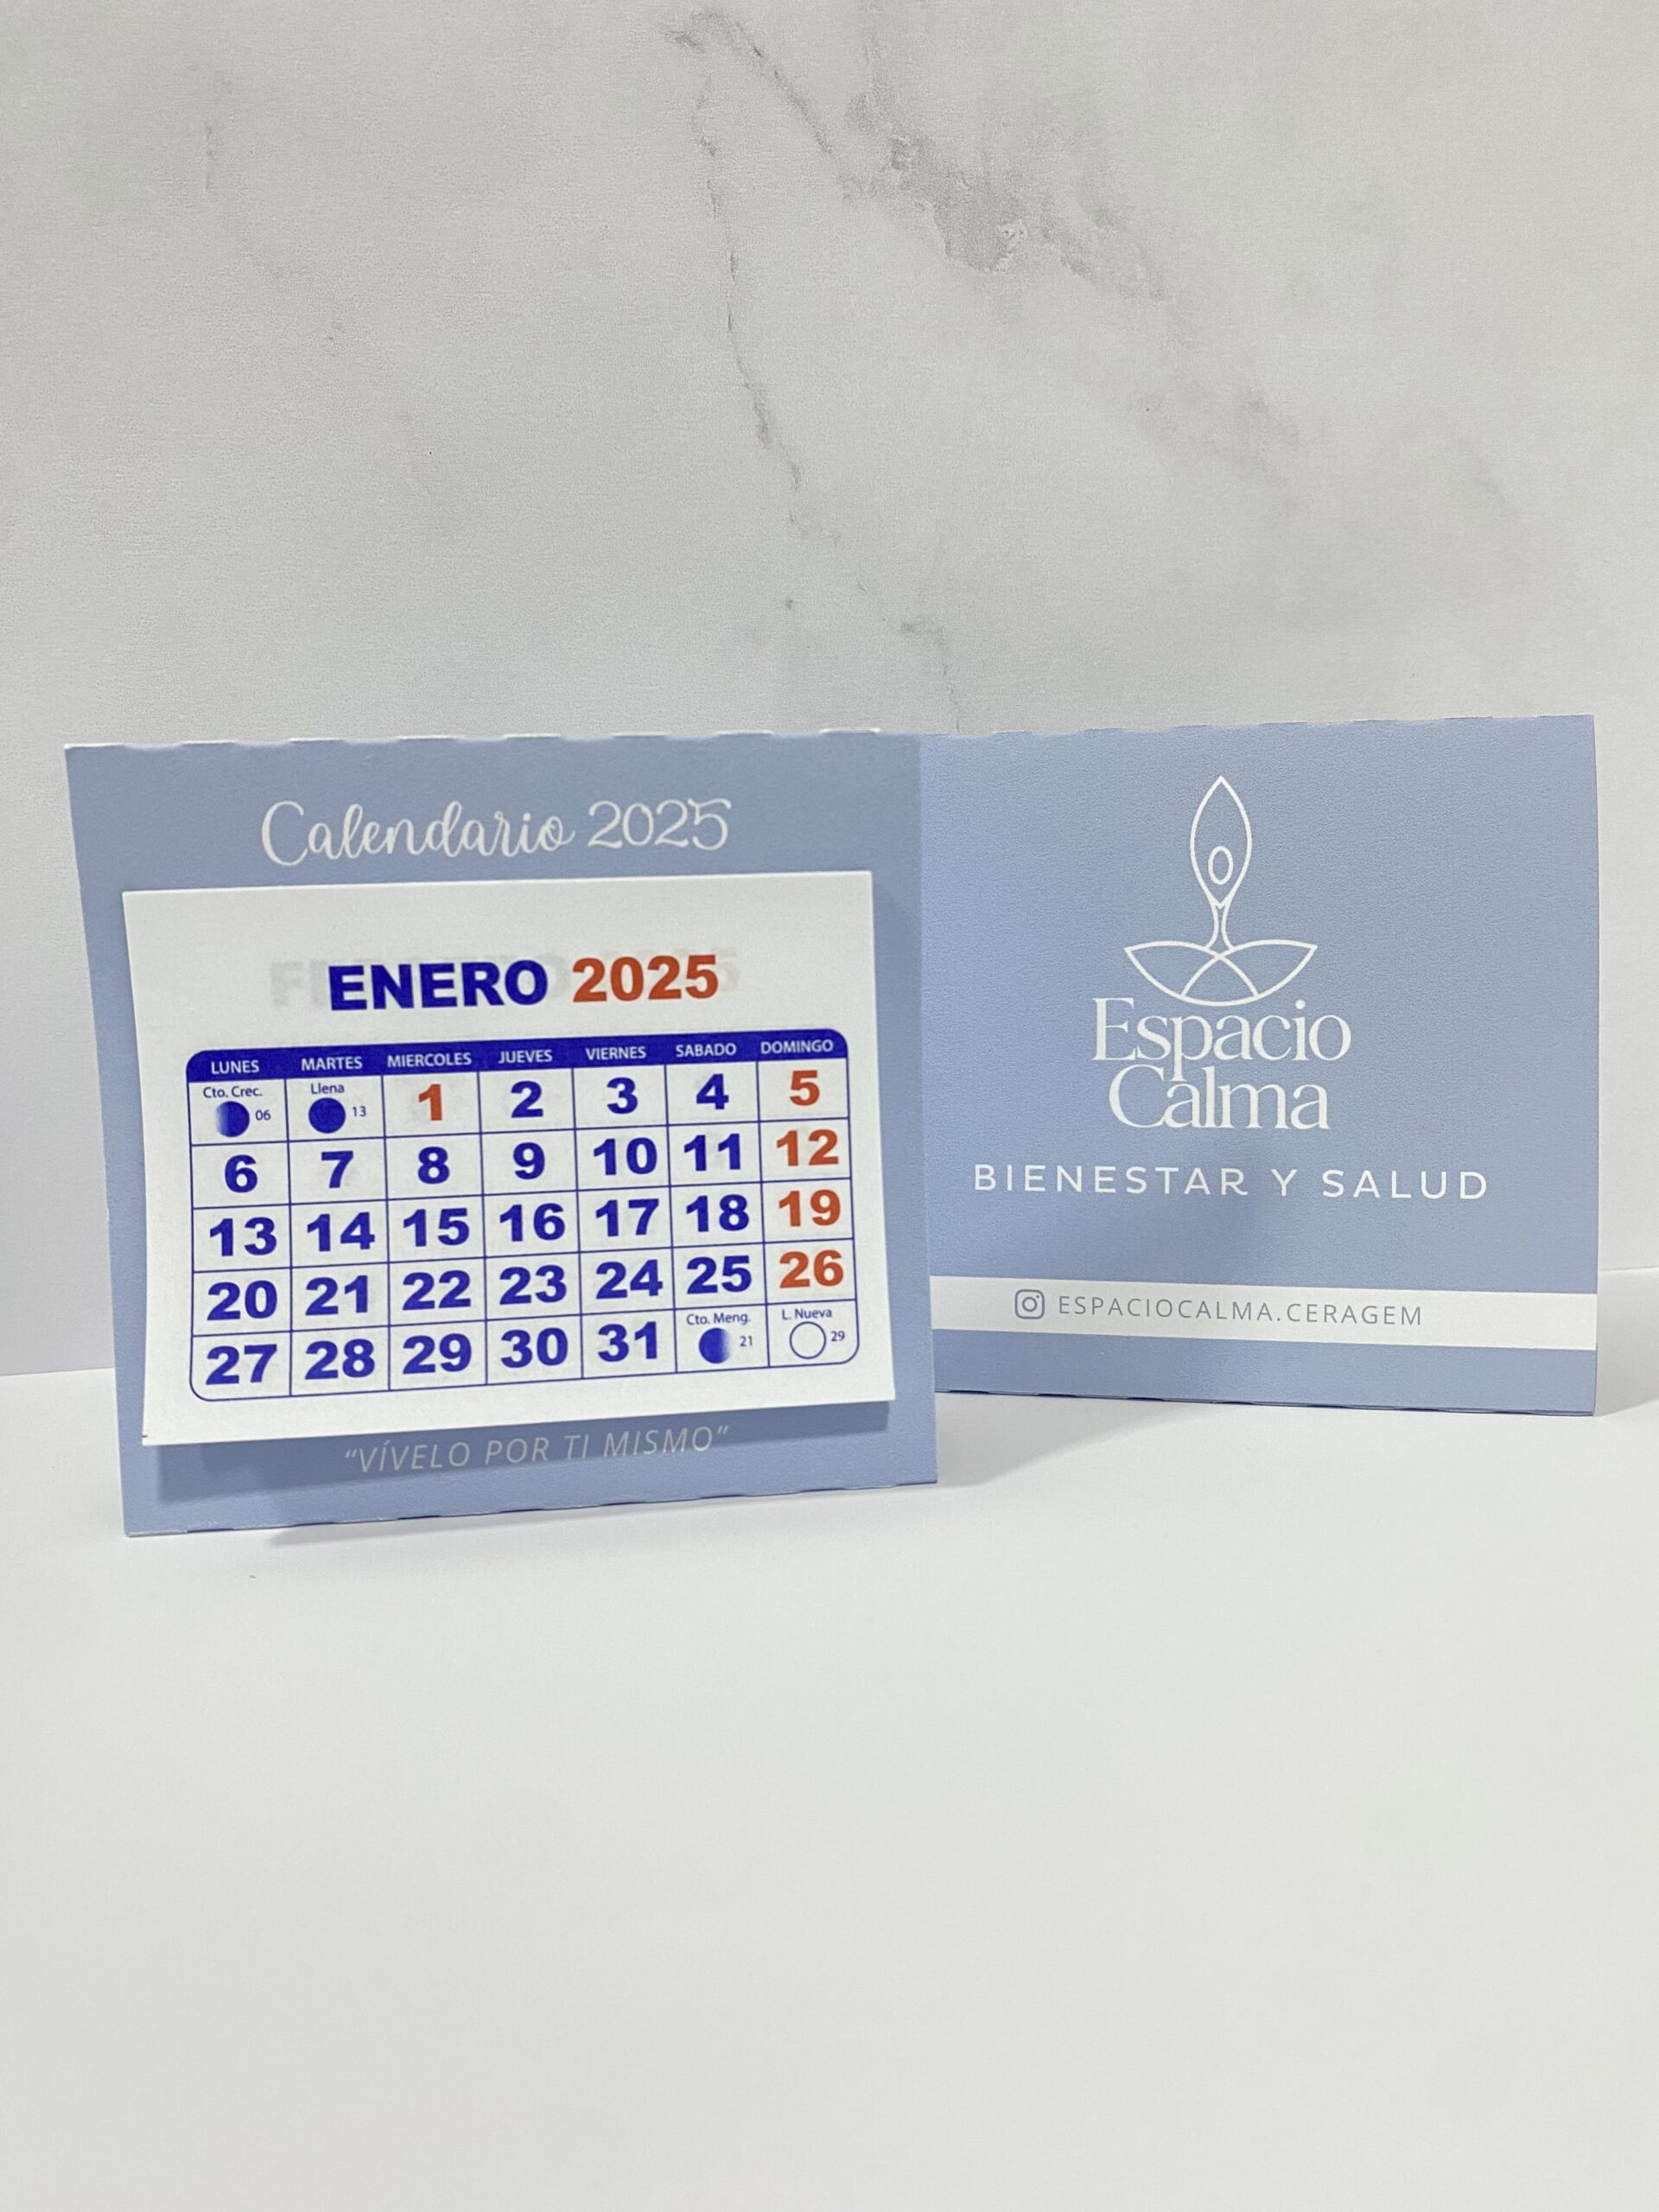 Calendario 2025
ENERO 2025
LUNES MARTES MIERCOLES JUEVES VIERNES SABADO DOMINGO
Cto. Crec. 06 Llena 13 1 2 3 4 5
6 7 8 9 10 11 12
13 14 15 16 17 18 19
20 21 22 23 24 25 26
27 28 29 30 31 Cto. Meng. 21 L. Nueva 29
“VÍVELO POR TI MISMO”
Espacio
Calma
BIENESTAR Y SALUD
ESPACIOCALMA.CERAGEM